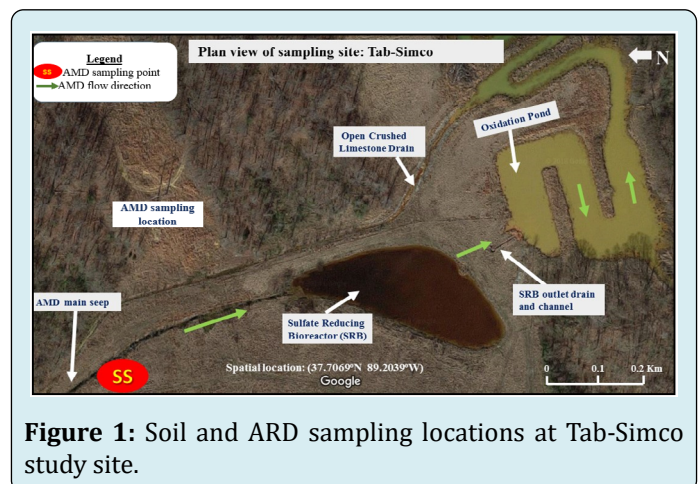 Plan view of sampling site: Tab-Simco
N
Legend
SS AMD sampling point
AMD flow direction
Oxidation Pond
Open Crushed
Limestone Drain
AMD sampling
location
AMD main seep
SRB outlet drain
and channel
Sulfate Reducing
Bioreactor (SRB)
SS
Spatial location: (37.7069ºN 89.2039ºW)
Google
0 0.1 0.2 Km
Figure 1: Soil and ARD sampling locations at Tab-Simco
study site.